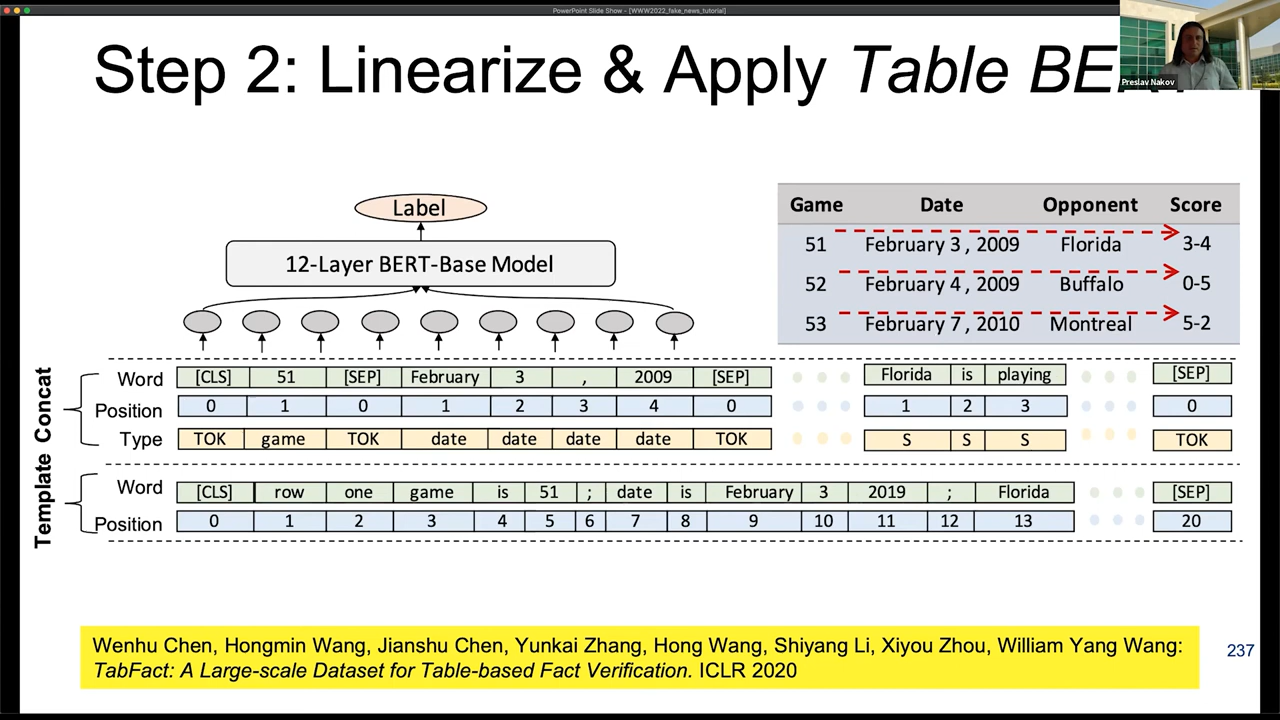 PowerPoint Slide Show - [WWW2022_fake_news_tutorial]
Step 2: Linearize & Apply Table
Preslav Nakov
Label
12-Layer BERT-Base Model
Game Date Opponent Score
51 February 3 , 2009 Florida 3-4
52 February 4 , 2009 Buffalo 0-5
53 February 7 , 2010 Montreal 5-2
Template Concat
Word [CLS] 51 [SEP] February 3 , 2009 [SEP] Florida is playing [SEP]
Position 0 1 0 1 2 3 4 0 1 2 3 0
Type TOK game TOK date date date date TOK S S S TOK
Word [CLS] row one game is 51 ; date is February 3 2019 ; Florida [SEP]
Position 0 1 2 3 4 5 6 7 8 9 10 11 12 13 20
Wenhu Chen, Hongmin Wang, Jianshu Chen, Yunkai Zhang, Hong Wang, Shiyang Li, Xiyou Zhou, William Yang Wang:
TabFact: A Large-scale Dataset for Table-based Fact Verification. ICLR 2020
237